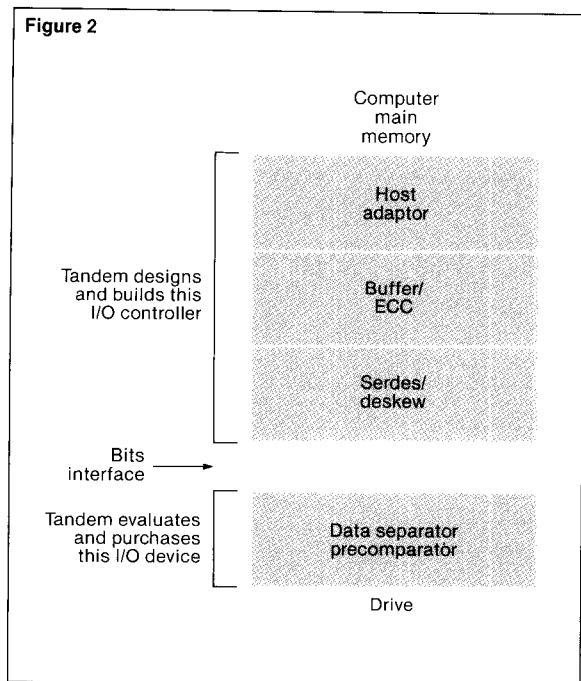 Figure 2
Computer
main
memory
Host
adaptor
Tandem designs
and builds this
I/O controller
Buffer/
ECC
Serdes/
deskew
Bits
interface
Tandem evaluates
and purchases
this I/O device
Data separator
precomparator
Drive